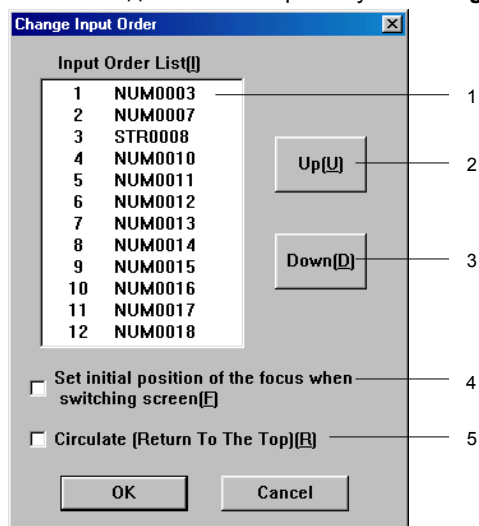 Change Input Order
Input Order List(I)
1 NUM0003
2 NUM0007
3 STR0008
4 NUM0010
5 NUM0011
6 NUM0012
7 NUM0013
8 NUM0014
9 NUM0015
10 NUM0016
11 NUM0017
12 NUM0018
Up(U)
Down(D)
Set initial position of the focus when
switching screen(F)
Circulate (Return To The Top)(R)
OK Cancel
1
2
3
4
5